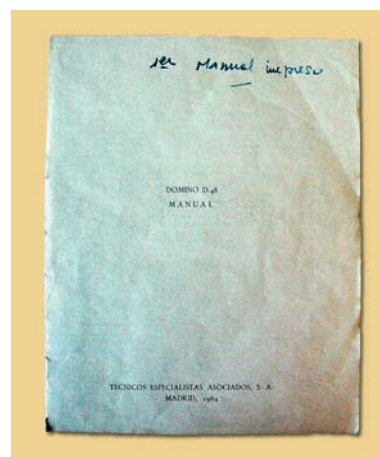 1er Manual impreso
DOMINO D-48
MANUAL
TECNICOS ESPECIALISTAS ASOCIADOS, S. A.
MADRID, 1964